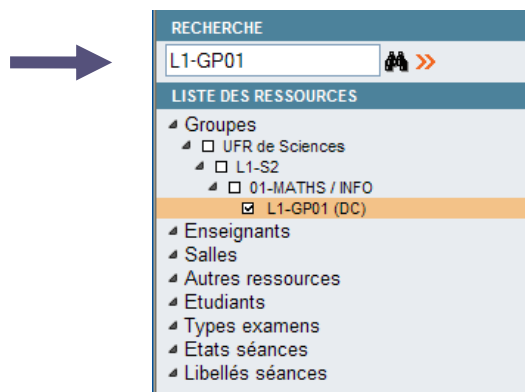 RECHERCHE
L1-GP01
LISTE DES RESSOURCES
Groupes
UFR de Sciences
L1-S2
01-MATHS / INFO
L1-GP01 (DC)
Enseignants
Salles
Autres ressources
Etudiants
Types examens
Etats séances
Libellés séances